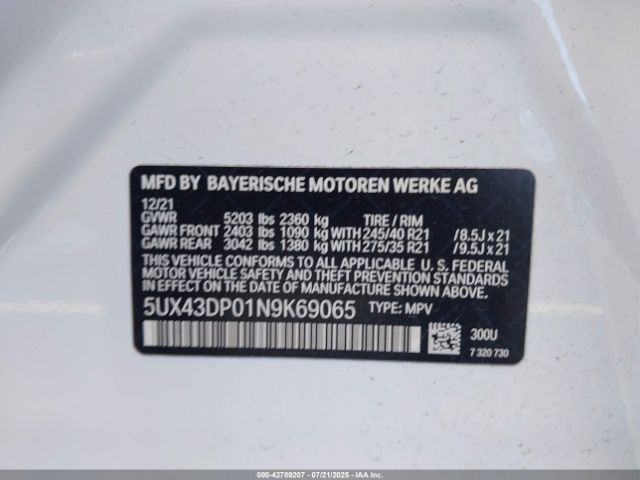 MFD BY BAYERISCHE MOTOREN WERKE AG
12/21
GVWR 5203 lbs 2360 kg TIRE / RIM
GAWR FRONT 2403 lbs 1090 kg WITH 245/40 R21 /8.5J x 21
GAWR REAR 3042 lbs 1380 kg WITH 275/35 R21 /9.5J x 21
THIS VEHICLE CONFORMS TO ALL APPLICABLE U. S. FEDERAL
MOTOR VEHICLE SAFETY, BUMPER, AND THEFT PREVENTION STANDARDS
IN EFFECT ON THE DATE OF MANUFACTURE SHOWN ABOVE.
5UX43DP01N9K69065 TYPE: MPV
300U
7 320 730
000-42789207 - 07/21/2025 - IAAI.COM